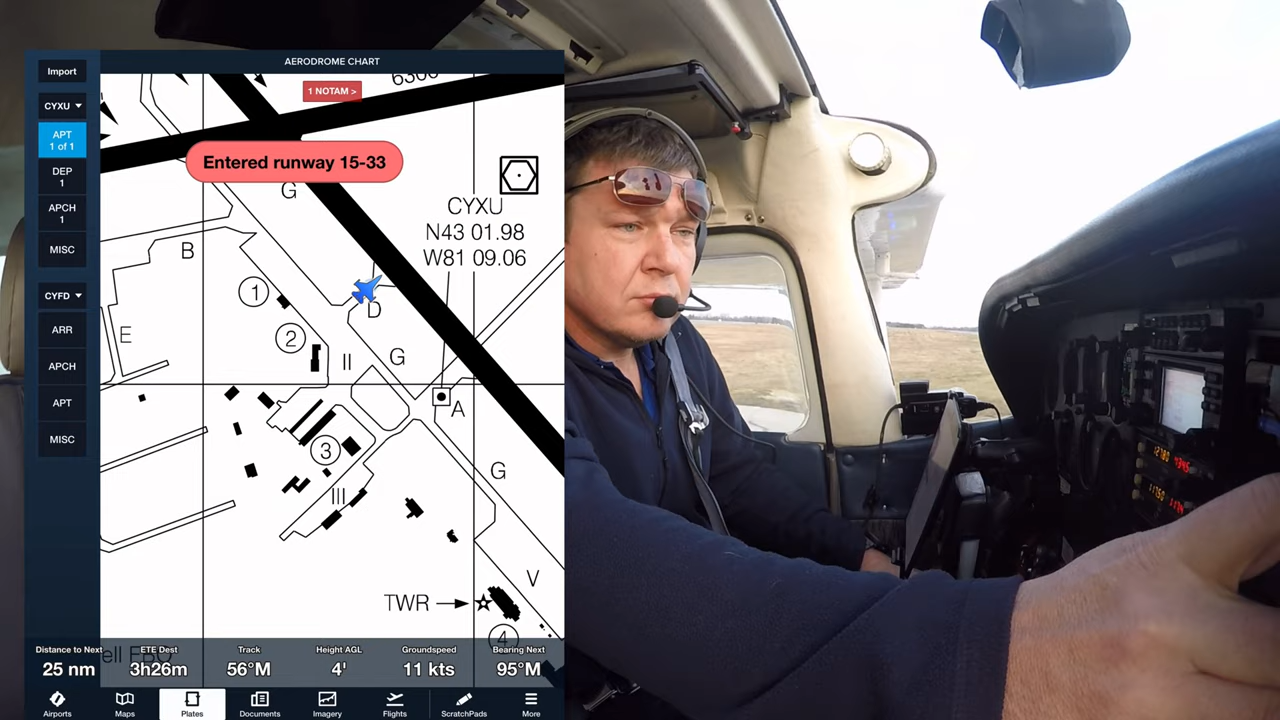 AERODROME CHART
Import
1 NOTAM >
CYXU
APT
1 of 1
Entered runway 15-33
DEP
1
G
APCH
1
CYXU
N43 01.98
W81 09.06
MISC
B
1
CYFD
D
ARR
E
2
II
G
APCH
APT
A
MISC
3
G
III
V
TWR
4
Distance to Next
25 nm
ETE Dest
3h26m
Track
56°M
Height AGL
4'
Groundspeed
11 kts
Bearing Next
95°M
Airports
Maps
Plates
Documents
Imagery
Flights
ScratchPads
More